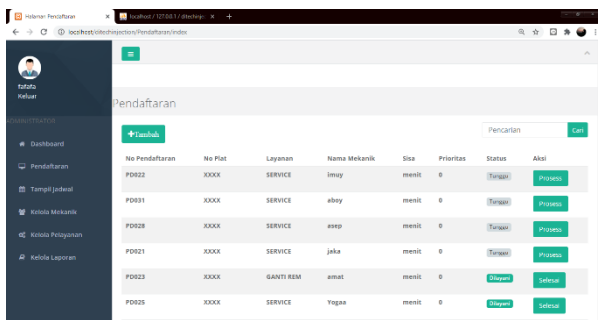 Halaman Pendaftaran
localhost / 127.0.0.1 / ditechinje
localhost/ditechinjection/Pendaftaran/index
fafafa
Keluar
Pendaftaran
ADMINISTRATOR
Tambah
Pencarian
Cari
Dashboard
Pendaftaran
Tampil Jadwal
Kelola Mekanik
Kelola Pelayanan
Kelola Laporan
No Pendaftaran No Plat Layanan Nama Mekanik Sisa Prioritas Status Aksi
PD022 XXXX SERVICE imuy menit 0 Tunggu Prosess
PD031 XXXX SERVICE aboy menit 0 Tunggu Prosess
PD028 XXXX SERVICE asep menit 0 Tunggu Prosess
PD021 XXXX SERVICE jaka menit 0 Tunggu Prosess
PD023 XXXX GANTI REM amat menit 0 Dilayani Selesai
PD025 XXXX SERVICE Yogaa menit 0 Dilayani Selesai